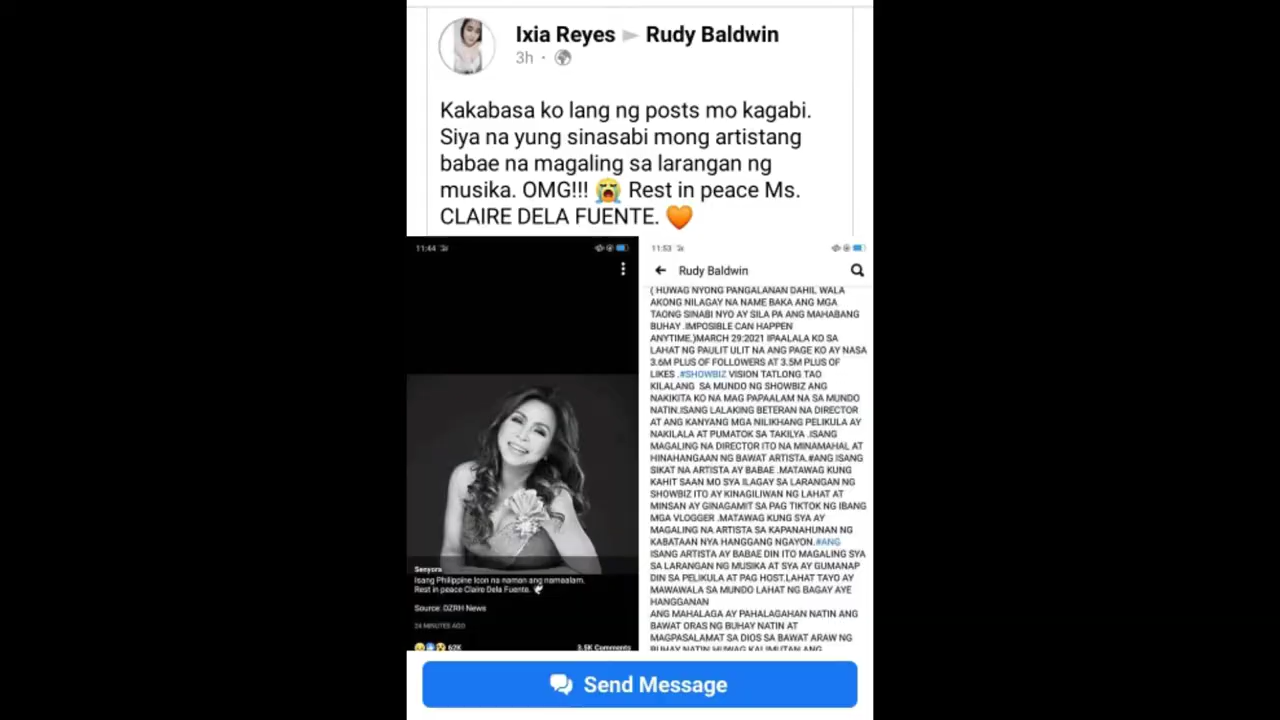 Ixia Reyes ► Rudy Baldwin
3h ·
Kakabasa ko lang ng posts mo kagabi.
Siya na yung sinasabi mong artistang
babae na magaling sa larangan ng
musika. OMG!!! 😭 Rest in peace Ms.
CLAIRE DELA FUENTE. 🧡
11:44
Senyora
Isang Philippine Icon na naman ang namaalam.
Rest in peace Claire Dela Fuente. 🕊
Source: DZRH News
24 MINUTES AGO
62K
3.5K Comments
11:53
Rudy Baldwin
( HUWAG NYONG PANGALANAN DAHIL WALA
AKONG NILAGAY NA NAME BAKA ANG MGA
TAONG SINABI NYO AY SILA PA ANG MAHABANG
BUHAY .IMPOSIBLE CAN HAPPEN
ANYTIME.)MARCH 29:2021 IPAALALA KO SA
LAHAT NG PAULIT ULIT NA ANG PAGE KO AY NASA
3.6M PLUS OF FOLLOWERS AT 3.5M PLUS OF
LIKES .#SHOWBIZ VISION TATLONG TAO
KILALANG SA MUNDO NG SHOWBIZ ANG
NAKIKITA KO NA MAG PAPAALAM NA SA MUNDO
NATIN.ISANG LALAKING BETERAN NA DIRECTOR
AT ANG KANYANG MGA NILIKHANG PELIKULA AY
NAKILALA AT PUMATOK SA TAKILYA .ISANG
MAGALING NA DIRECTOR ITO NA MINAMAHAL AT
HINAHANGAAN NG BAWAT ARTISTA.#ANG ISANG
SIKAT NA ARTISTA AY BABAE .MATAWAG KUNG
KAHIT SAAN MO SYA ILAGAY SA LARANGAN NG
SHOWBIZ ITO AY KINAGILIWAN NG LAHAT AT
MINSAN AY GINAGAMIT SA PAG TIKTOK NG IBANG
MGA VLOGGER .MATAWAG KUNG SYA AY
MAGALING NA ARTISTA SA KAPANAHUNAN NG
KABATAAN NYA HANGGANG NGAYON.#ANG
ISANG ARTISTA AY BABAE DIN ITO MAGALING SYA
SA LARANGAN NG MUSIKA AT SYA AY GUMANAP
DIN SA PELIKULA AT PAG HOST.LAHAT TAYO AY
MAWAWALA SA MUNDO LAHAT NG BAGAY AYE
HANGGANAN
ANG MAHALAGA AY PAHALAGAHAN NATIN ANG
BAWAT ORAS NG BUHAY NATIN AT
MAGPASALAMAT SA DIOS SA BAWAT ARAW NG
BUHAY NATIN HUWAG KALIMUTAN ANG
Send Message